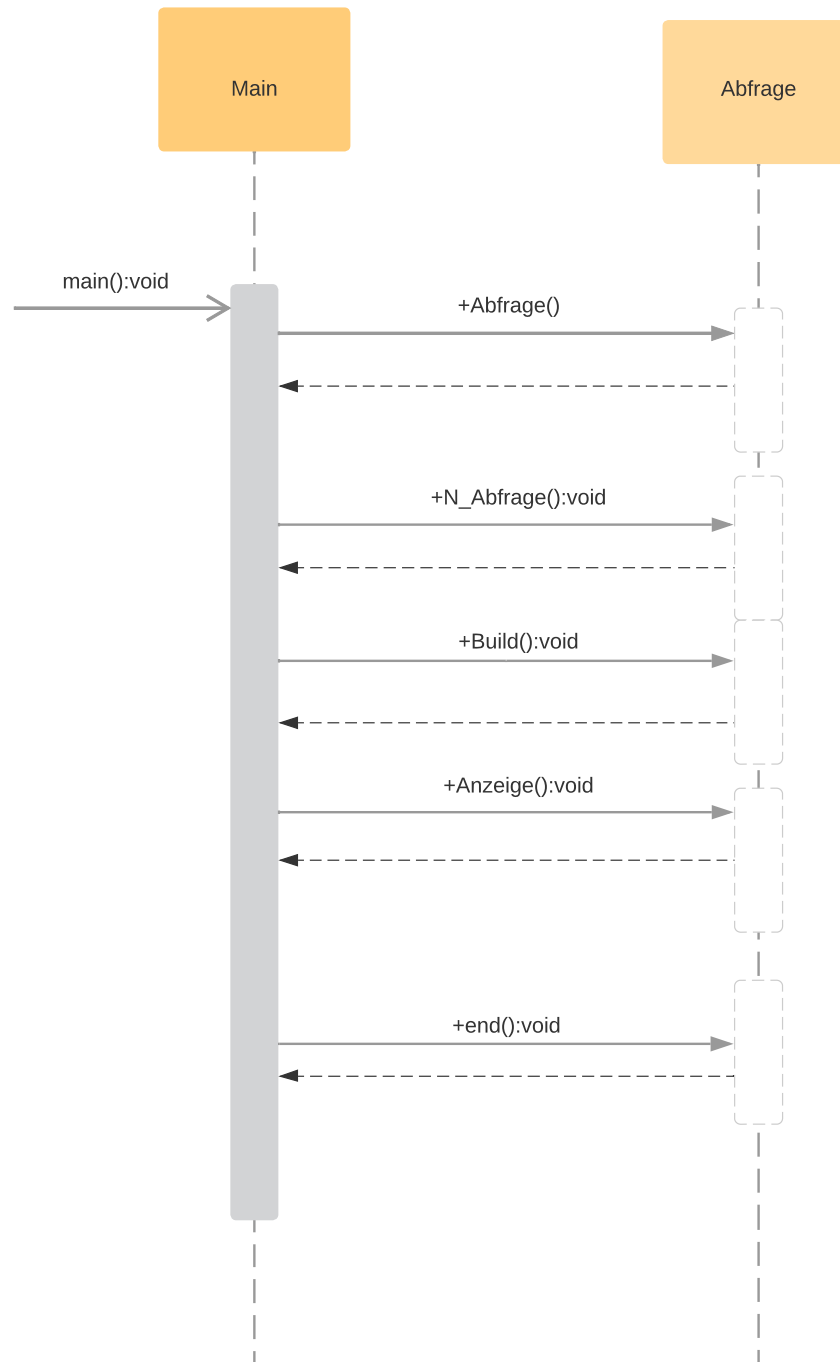 Main
Abfrage
main():void
+Abfrage()
+N_Abfrage():void
+Build():void
+Anzeige():void
+end():void